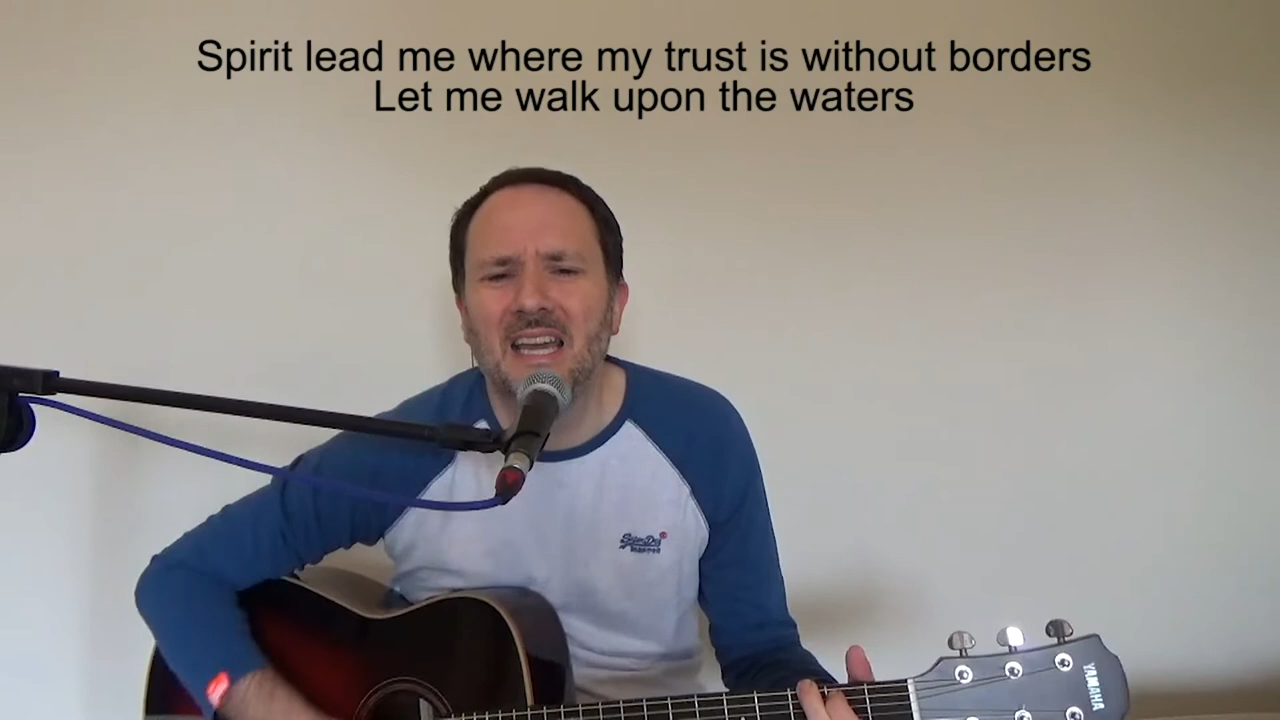 Spirit lead me where my trust is without borders
Let me walk upon the waters
YAMAHA